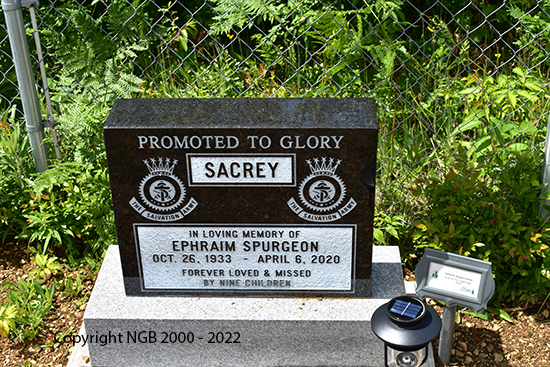 PROMOTED TO GLORY
SACREY
THE SALVATION ARMY
THE SALVATION ARMY
IN LOVING MEMORY OF
EPHRAIM SPURGEON
OCT. 26, 1933 - APRIL 6, 2020
FOREVER LOVED & MISSED
BY NINE CHILDREN
Copyright NGB 2000 - 2022